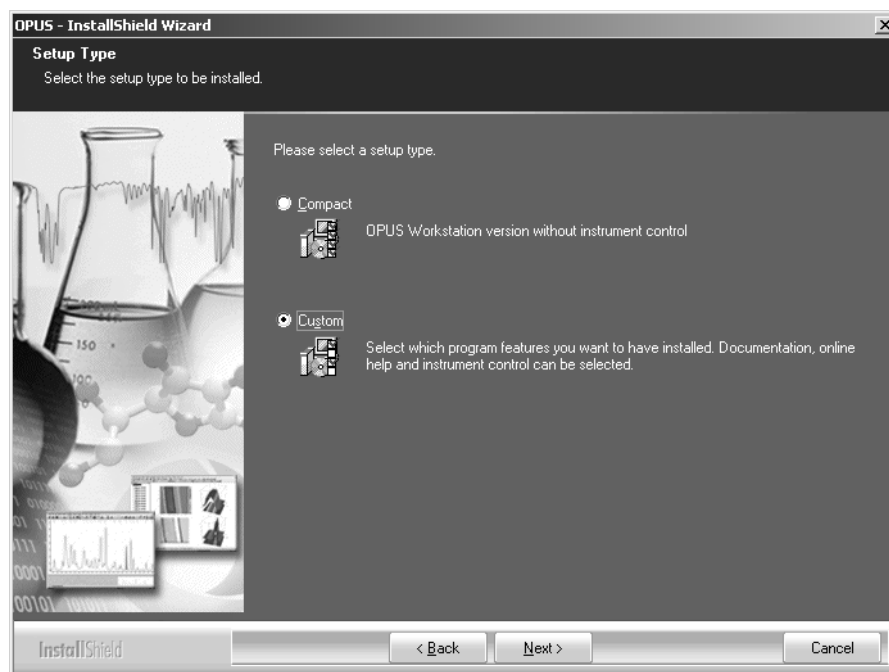 OPUS - InstallShield Wizard
Setup Type
Select the setup type to be installed.
Please select a setup type.
Compact
OPUS Workstation version without instrument control
Custom
Select which program features you want to have installed. Documentation, online
help and instrument control can be selected.
150
100
InstallShield
< Back
Next >
Cancel